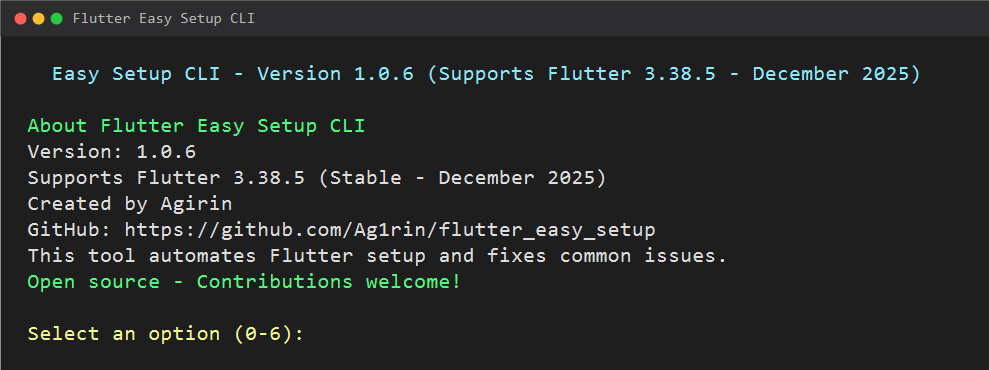 Flutter Easy Setup CLI
Easy Setup CLI - Version 1.0.6 (Supports Flutter 3.38.5 - December 2025)
About Flutter Easy Setup CLI
Version: 1.0.6
Supports Flutter 3.38.5 (Stable - December 2025)
Created by Agirin
GitHub: https://github.com/Ag1rin/flutter_easy_setup
This tool automates Flutter setup and fixes common issues.
Open source - Contributions welcome!
Select an option (0-6):